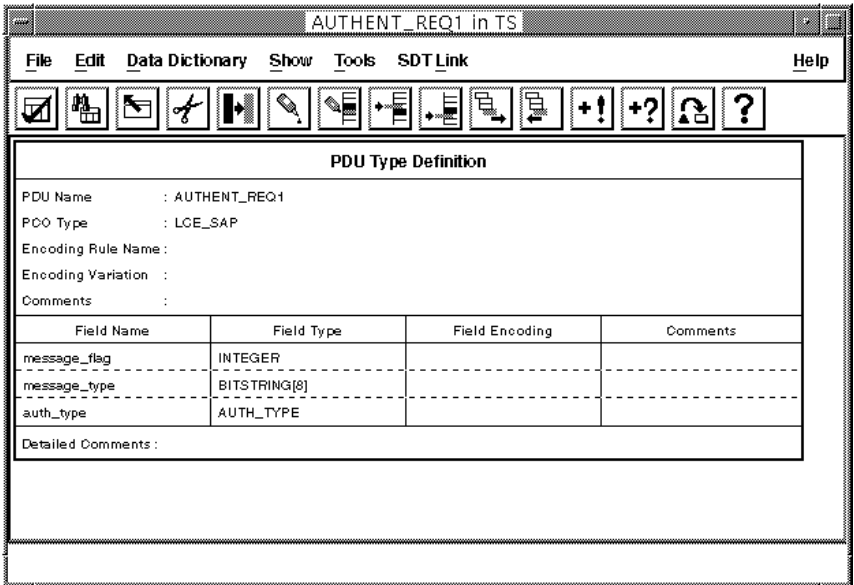 AUTHENT_REQ1 in TS
File Edit Data Dictionary Show Tools SDT Link Help
+! +? ?
PDU Type Definition
PDU Name : AUTHENT_REQ1
PCO Type : LCE_SAP
Encoding Rule Name :
Encoding Variation :
Comments :
Field Name Field Type Field Encoding Comments
message_flag INTEGER
message_type BITSTRING[8]
auth_type AUTH_TYPE
Detailed Comments :